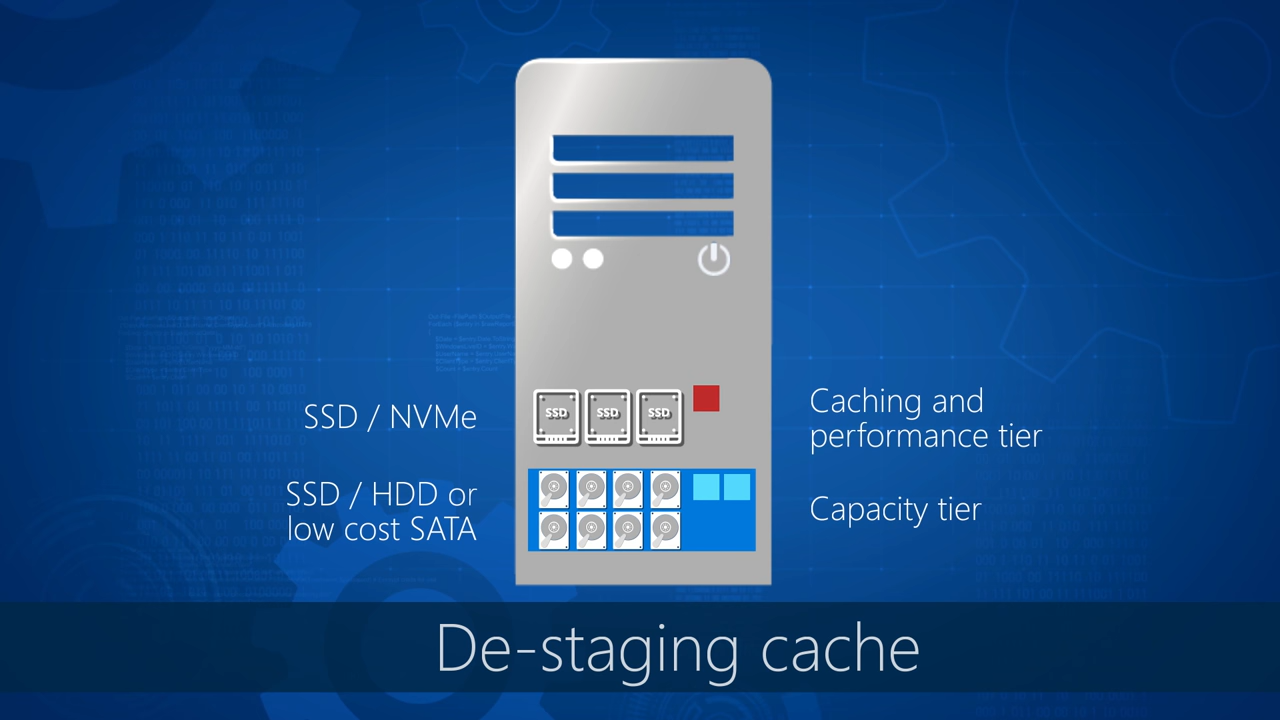 SSD / NVMe
SSD SSD SSD
Caching and
performance tier
SSD / HDD or
low cost SATA
Capacity tier
De-staging cache